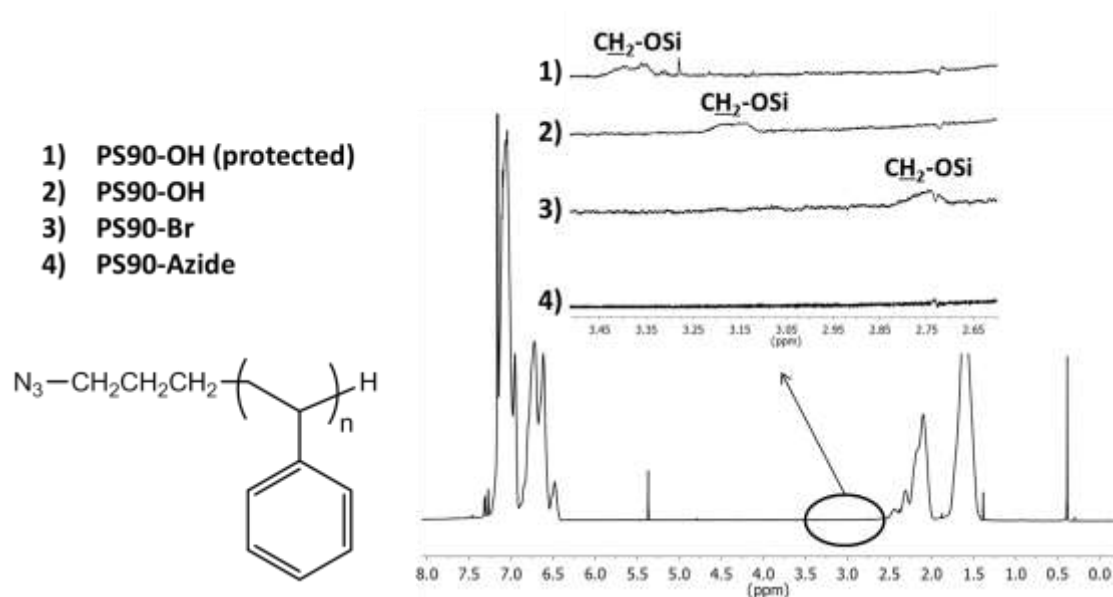 CH2-OSi
1)
CH2-OSi
2)
CH2-OSi
3)
4)
3.45 3.35 3.25 3.15 3.05 2.95 2.85 2.75 2.65
(ppm)
1) PS90-OH (protected)
2) PS90-OH
3) PS90-Br
4) PS90-Azide
N3-CH2CH2CH2 H
n
8.0 7.5 7.0 6.5 6.0 5.5 5.0 4.5 4.0 3.5 3.0 2.5 2.0 1.5 1.0 0.5 0.0
(ppm)